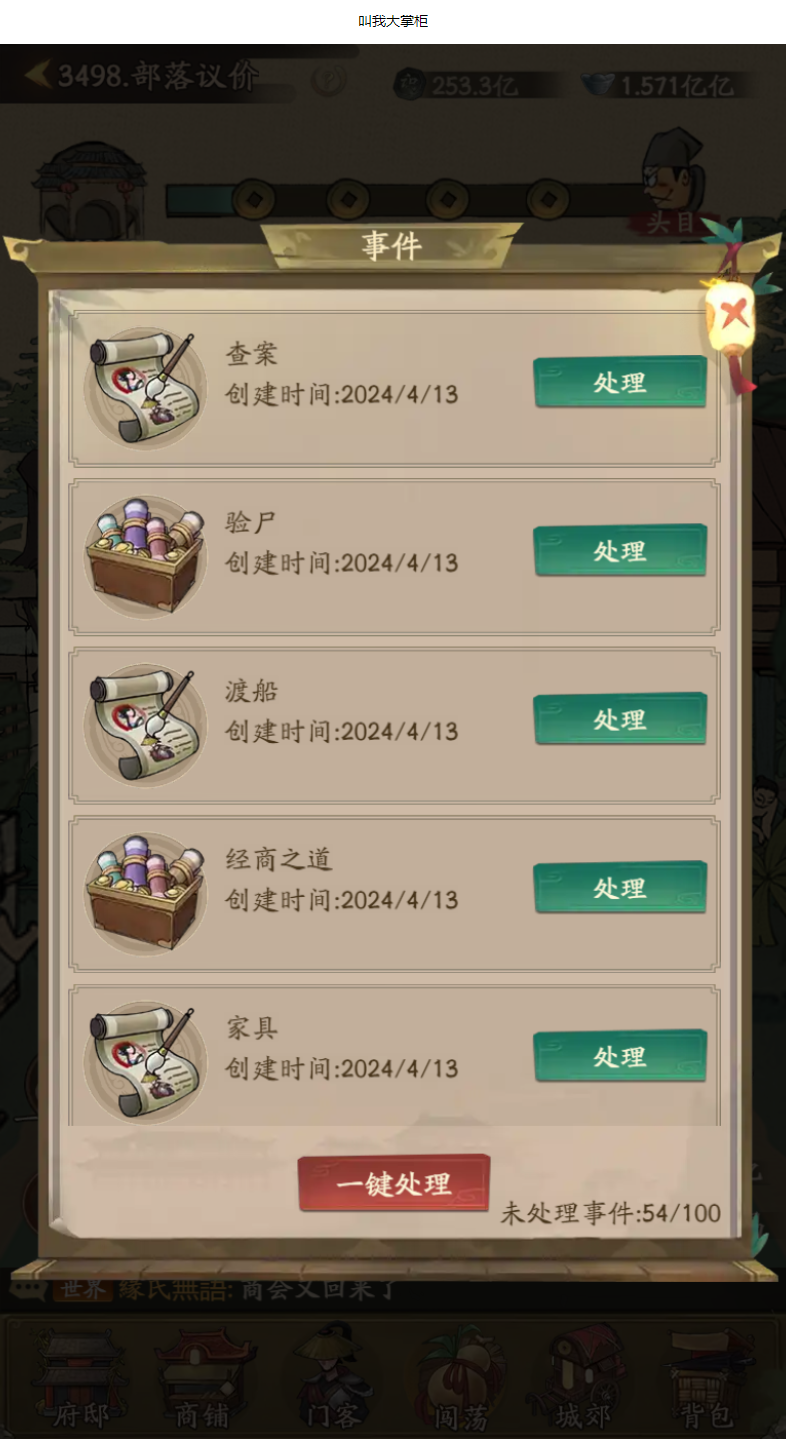 叫我大掌柜
3498.部落议价
253.3亿
1.571亿亿
头目
事件
查案
创建时间:2024/4/13
处理
验尸
创建时间:2024/4/13
处理
渡船
创建时间:2024/4/13
处理
经商之道
创建时间:2024/4/13
处理
家具
创建时间:2024/4/13
处理
一键处理
未处理事件:54/100
世界 缘氏無語: 商会又回来了
府邸
商铺
门客
闯荡
城郊
背包